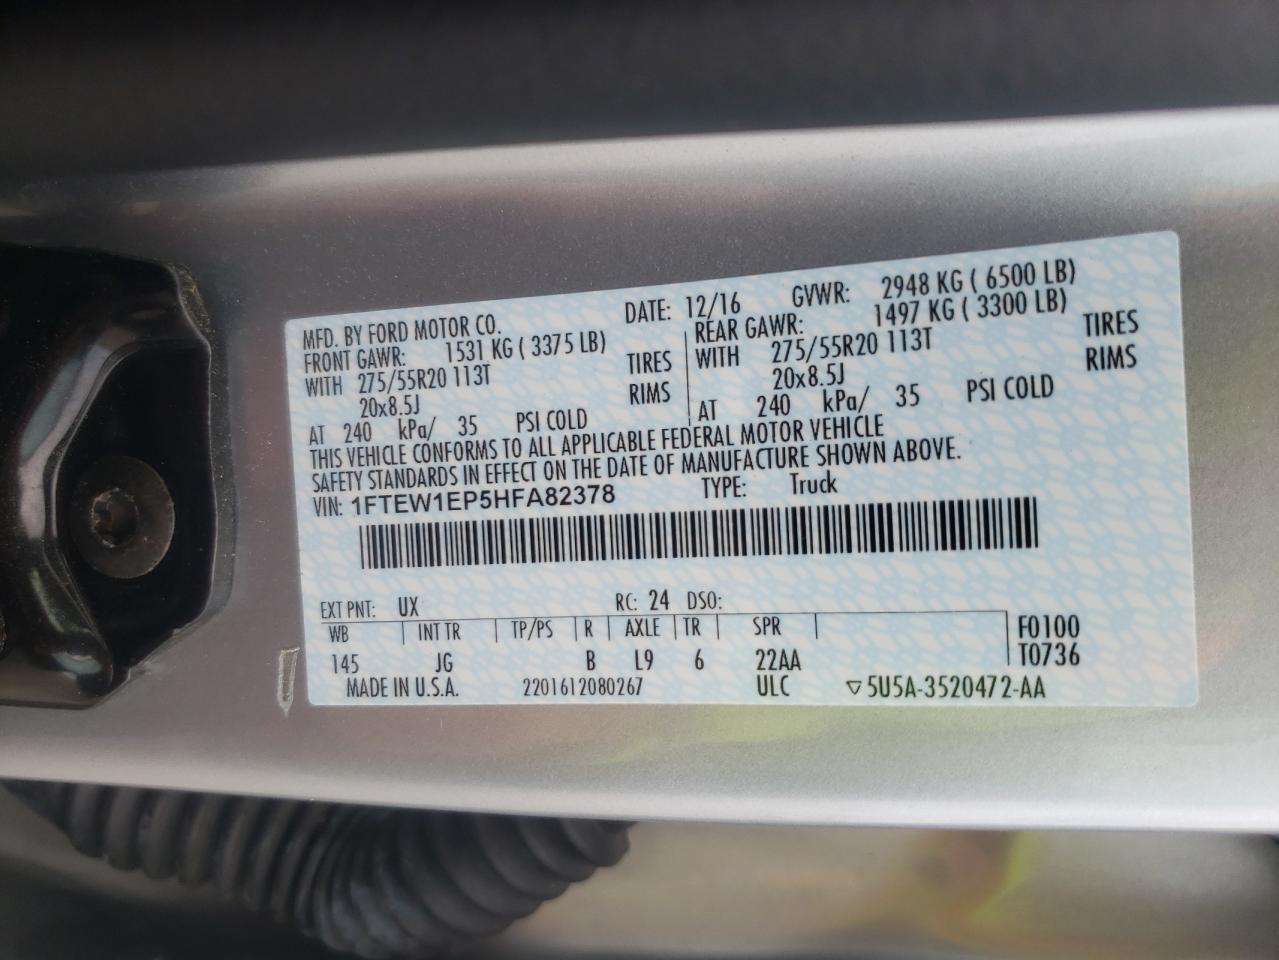 MFD. BY FORD MOTOR CO. DATE: 12/16 GVWR: 2948 KG ( 6500 LB)
FRONT GAWR: 1531 KG ( 3375 LB) REAR GAWR: 1497 KG ( 3300 LB)
WITH 275/55R20 113T TIRES WITH 275/55R20 113T TIRES
20x8.5J RIMS 20x8.5J RIMS
AT 240 kPa/ 35 PSI COLD AT 240 kPa/ 35 PSI COLD
THIS VEHICLE CONFORMS TO ALL APPLICABLE FEDERAL MOTOR VEHICLE
SAFETY STANDARDS IN EFFECT ON THE DATE OF MANUFACTURE SHOWN ABOVE.
VIN: 1FTEW1EP5HFA82378 TYPE: Truck
EXT PNT: UX RC: 24 DSO:
WB INT TR TP/PS R AXLE TR SPR F0100
145 JG B L9 6 22AA T0736
MADE IN U.S.A. 2201612080267 ULC ▽5U5A-3520472-AA